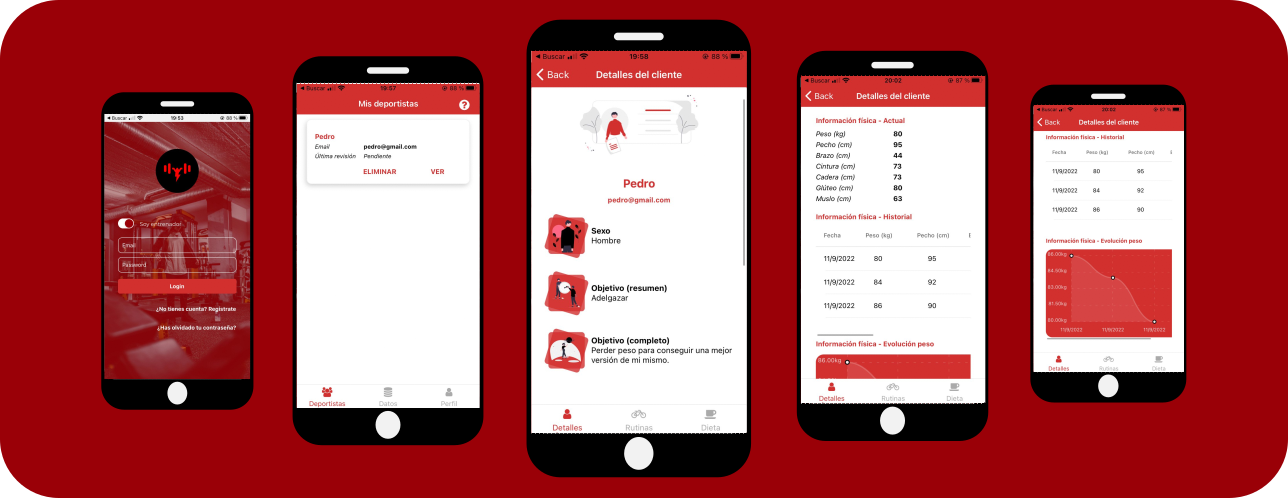 Buscar 19:53 88 %
Soy entrenador
Email
Password
Login
¿No tienes cuenta? Regístrate
¿Has olvidado tu contraseña?
Buscar 19:57 88 %
Mis deportistas ?
Pedro
Email pedro@gmail.com
Última revisión Pendiente
ELIMINAR VER
Deportistas Datos Perfil
Buscar 19:58 88 %
Back Detalles del cliente
Pedro
pedro@gmail.com
Sexo
Hombre
Objetivo (resumen)
Adelgazar
Objetivo (completo)
Perder peso para conseguir una mejor
versión de mi mismo.
Detalles Rutinas Dieta
Buscar 20:02 87 %
Back Detalles del cliente
Información física - Actual
Peso (kg) 80
Pecho (cm) 95
Brazo (cm) 44
Cintura (cm) 73
Cadera (cm) 73
Glúteo (cm) 80
Muslo (cm) 63
Información física - Historial
Fecha Peso (kg) Pecho (cm)
11/9/2022 80 95
11/9/2022 84 92
11/9/2022 86 90
Información física - Evolución peso
86.00kg
Detalles Rutinas Dieta
Buscar 87 %
Back Detalles del cliente
Información física - Historial
Fecha Peso (kg) Pecho (cm)
11/9/2022 80 95
11/9/2022 84 92
11/9/2022 86 90
Información física - Evolución peso
86.00kg
84.50kg
83.00kg
81.50kg
80.00kg
11/9/2022 11/9/2022 11/9/2022
Detalles Rutinas Dieta